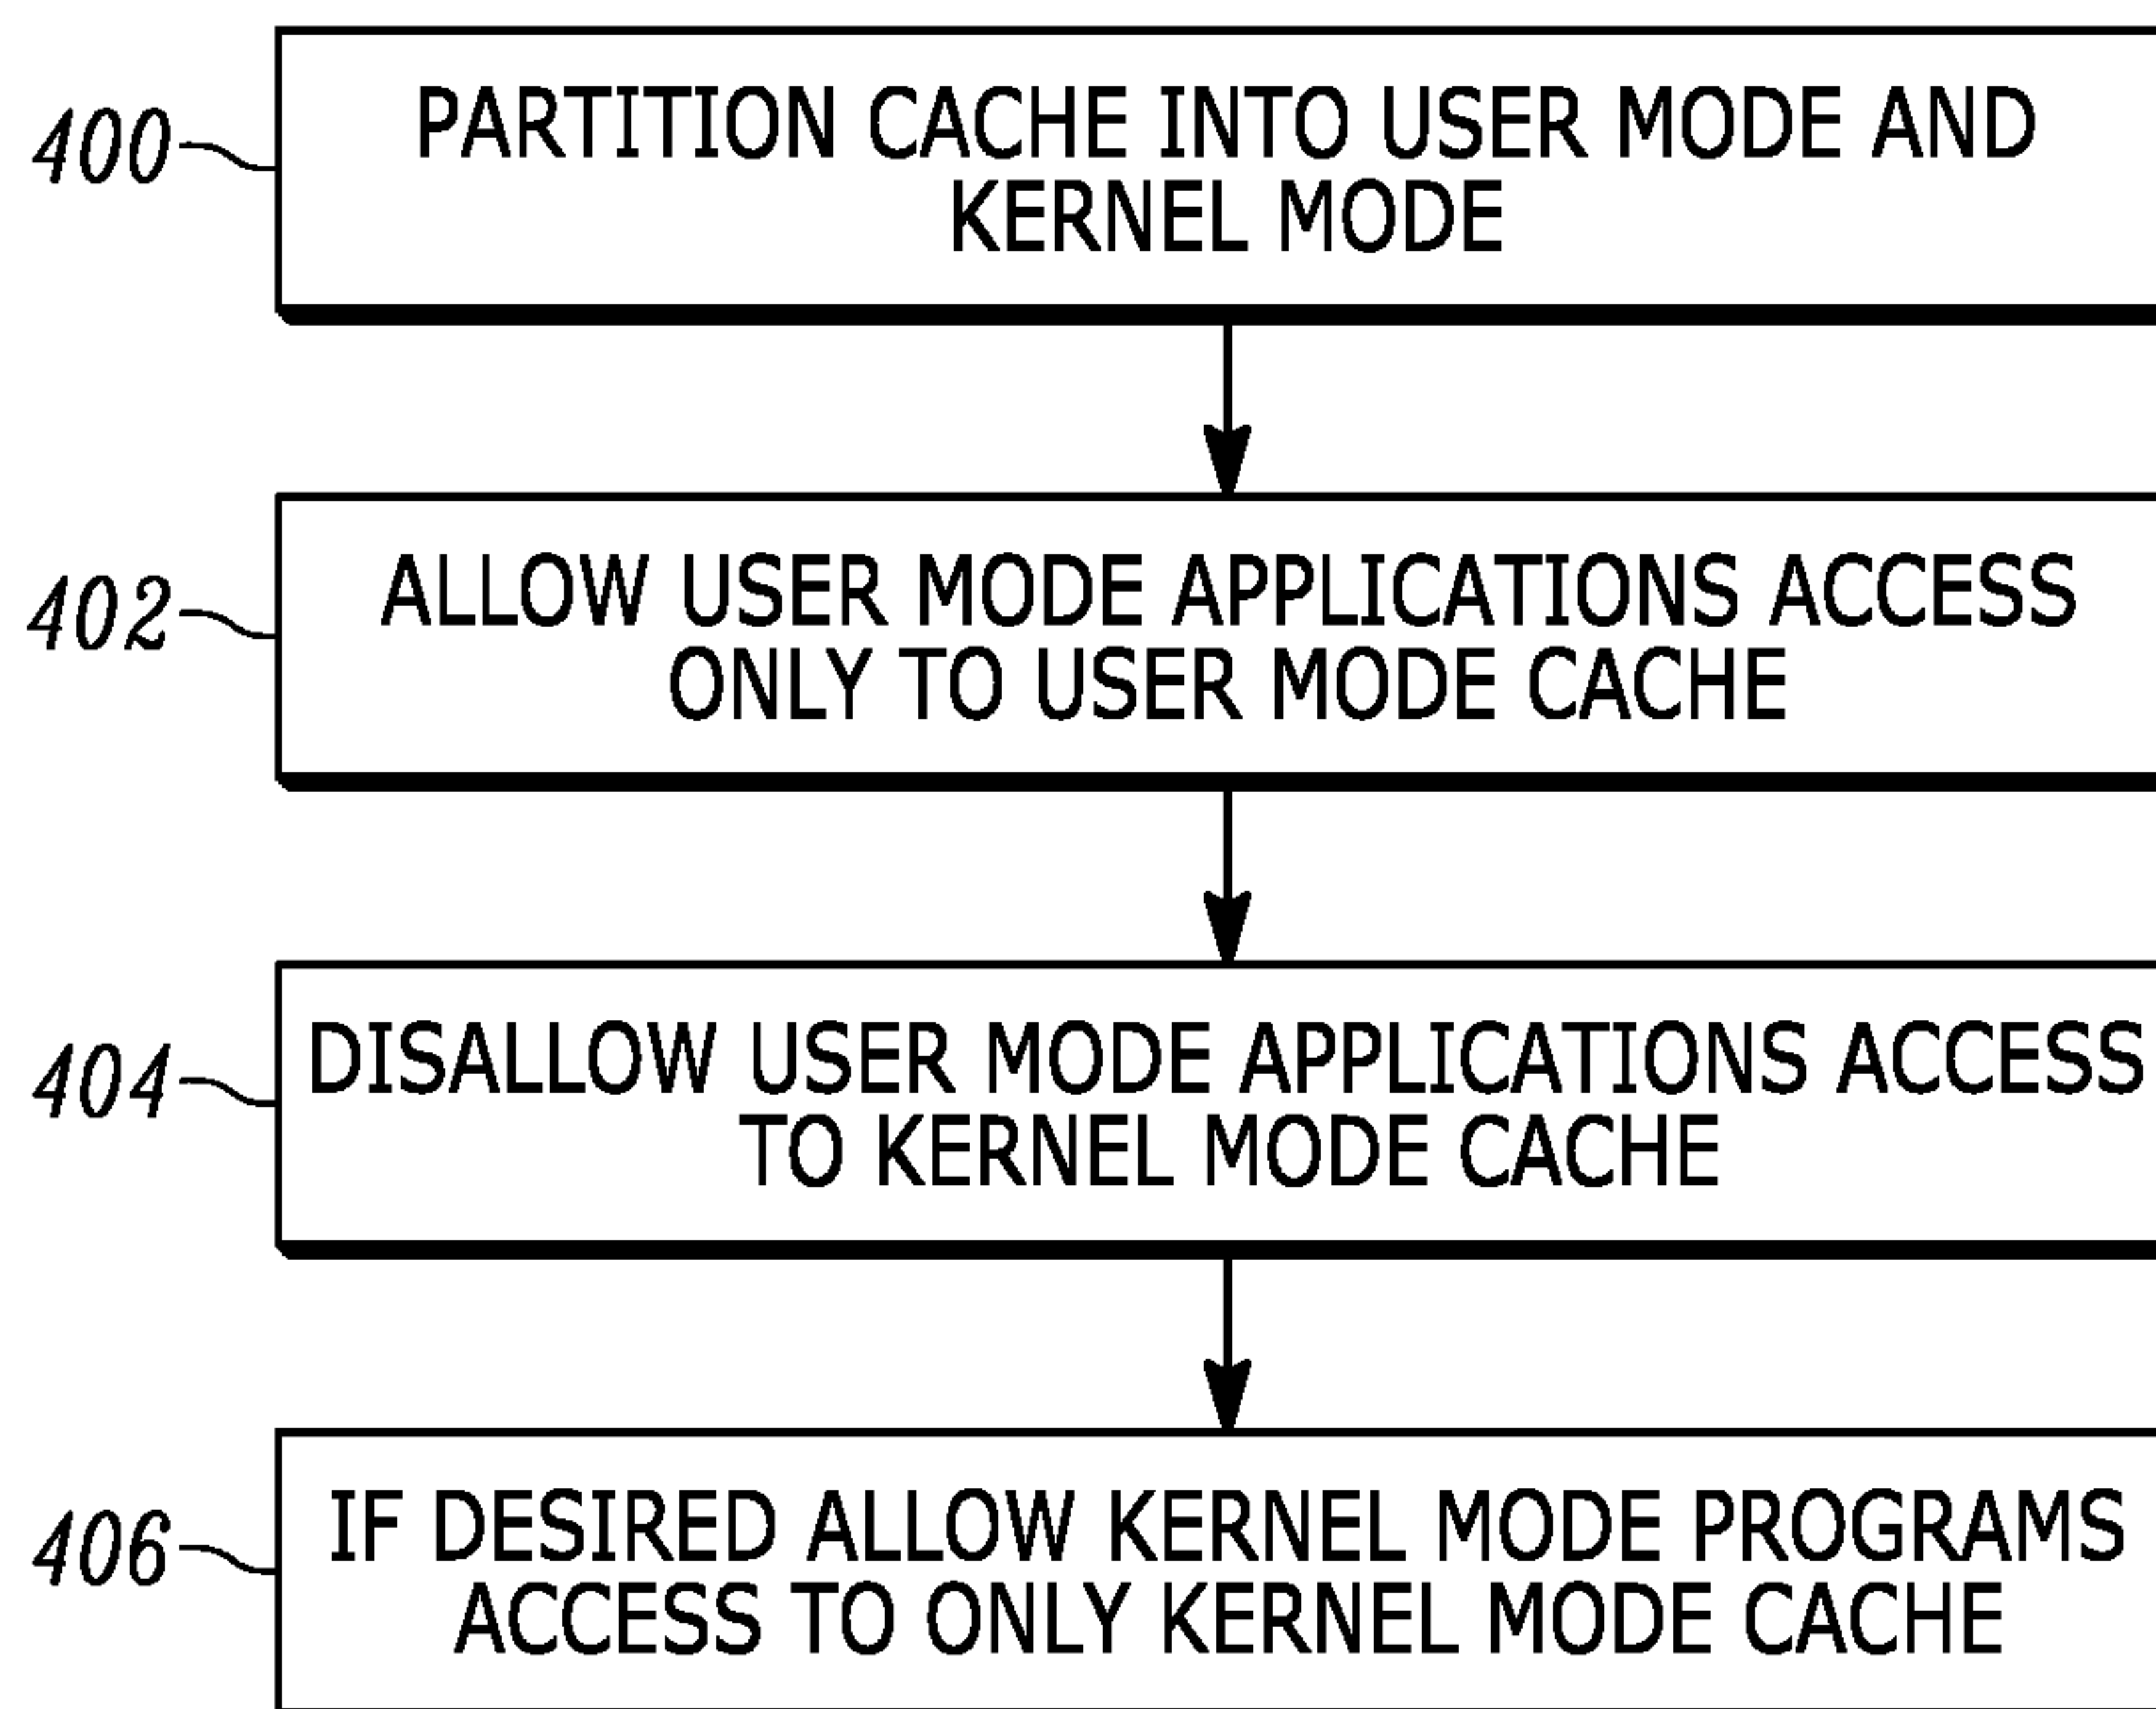 400
PARTITION CACHE INTO USER MODE AND
KERNEL MODE
402
ALLOW USER MODE APPLICATIONS ACCESS
ONLY TO USER MODE CACHE
404
DISALLOW USER MODE APPLICATIONS ACCESS
TO KERNEL MODE CACHE
406
IF DESIRED ALLOW KERNEL MODE PROGRAMS
ACCESS TO ONLY KERNEL MODE CACHE